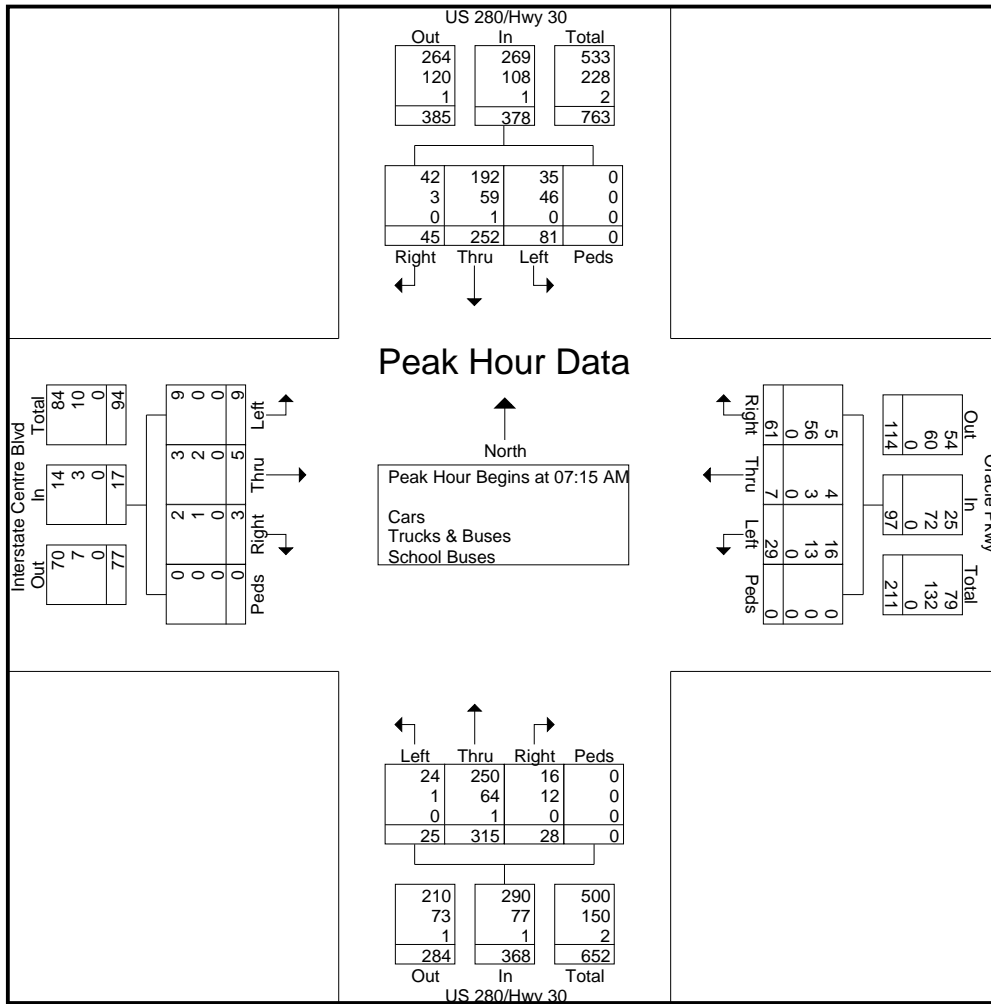 US 280/Hwy 30
Out In Total
264 269 533
120 108 228
1 1 2
385 378 763
42 192 35 0
3 59 46 0
0 1 0 0
45 252 81 0
Right Thru Left Peds
Peak Hour Data
North
Peak Hour Begins at 07:15 AM
Cars
Trucks & Buses
School Buses
Interstate Centre Blvd
Out In Total
70 14 84
7 3 10
0 0 0
77 17 94
Peds Right Thru Left
0 2 3 9
0 1 2 0
0 0 0 0
0 3 5 9
Out In Total
54 25 79
60 72 132
0 0 0
114 97 211
Right Thru Left Peds
5 4 16 0
56 3 13 0
0 0 0 0
61 7 29 0
Left Thru Right Peds
24 250 16 0
1 64 12 0
0 1 0 0
25 315 28 0
210 290 500
73 77 150
1 1 2
284 368 652
Out In Total
US 280/Hwy 30